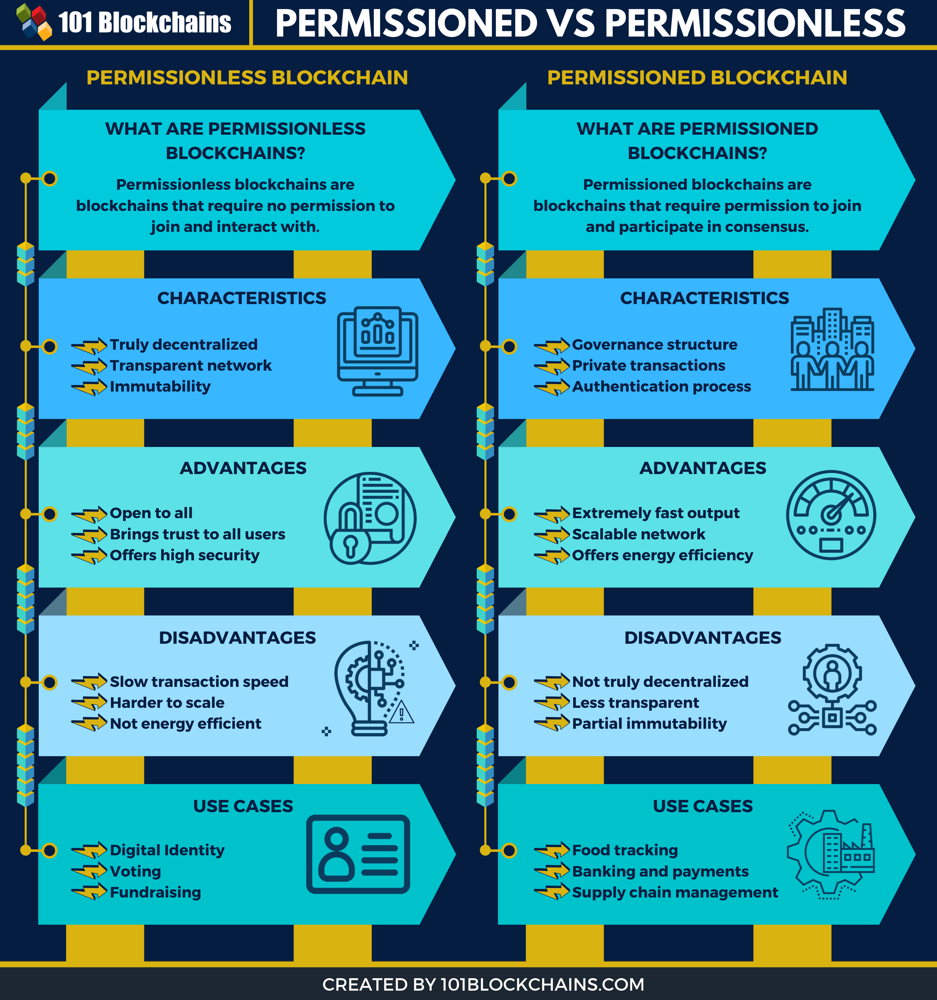 101 Blockchains
PERMISSIONED VS PERMISSIONLESS
PERMISSIONLESS BLOCKCHAIN
WHAT ARE PERMISSIONLESS
BLOCKCHAINS?
Permissionless blockchains are
blockchains that require no permission to
join and interact with.
CHARACTERISTICS
Truly decentralized
Transparent network
Immutability
ADVANTAGES
Open to all
Brings trust to all users
Offers high security
DISADVANTAGES
Slow transaction speed
Harder to scale
Not energy efficient
USE CASES
Digital Identity
Voting
Fundraising
PERMISSIONED BLOCKCHAIN
WHAT ARE PERMISSIONED
BLOCKCHAINS?
Permissioned blockchains are
blockchains that require permission to join
and participate in consensus.
CHARACTERISTICS
Governance structure
Private transactions
Authentication process
ADVANTAGES
Extremely fast output
Scalable network
Offers energy efficiency
DISADVANTAGES
Not truly decentralized
Less transparent
Partial immutability
USE CASES
Food tracking
Banking and payments
Supply chain management
CREATED BY 101BLOCKCHAINS.COM